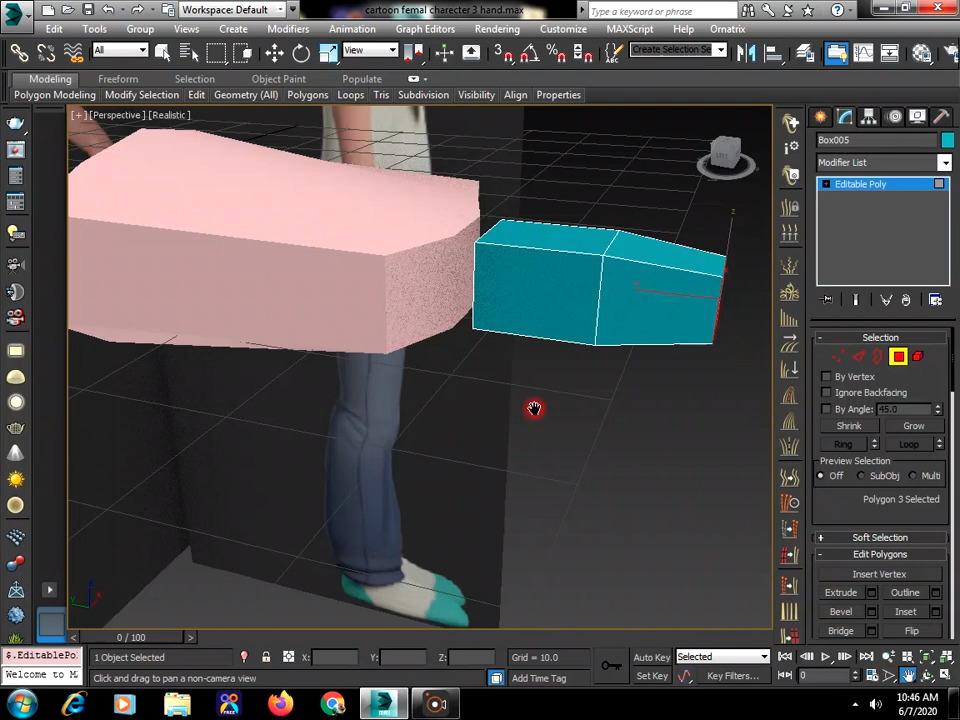 Workspace: Default
cartoon femal charecter 3 hand.max
Type a keyword or phrase
Edit Tools Group Views Create Modifiers Animation Graph Editors Rendering Customize MAXScript Help Ornatrix
All
View
Create Selection Se
Modeling Freeform Selection Object Paint Populate
Polygon Modeling Modify Selection Edit Geometry (All) Polygons Loops Tris Subdivision Visibility Align Properties
[+] [Perspective] [Realistic]
Box005
Modifier List
Editable Poly
Selection
By Vertex
Ignore Backfacing
By Angle: 45.0
Shrink Grow
Ring Loop
Preview Selection
Off SubObj Multi
Polygon 3 Selected
Soft Selection
Edit Polygons
Insert Vertex
Extrude Outline
Bevel Inset
Bridge Flip
0 / 100
$.EditablePo
1 Object Selected
X: Y: Z:
Grid = 10.0
Auto Key Selected
Welcome to M
Click and drag to pan a non-camera view
Add Time Tag
Set Key Key Filters...
0
10:46 AM
6/7/2020